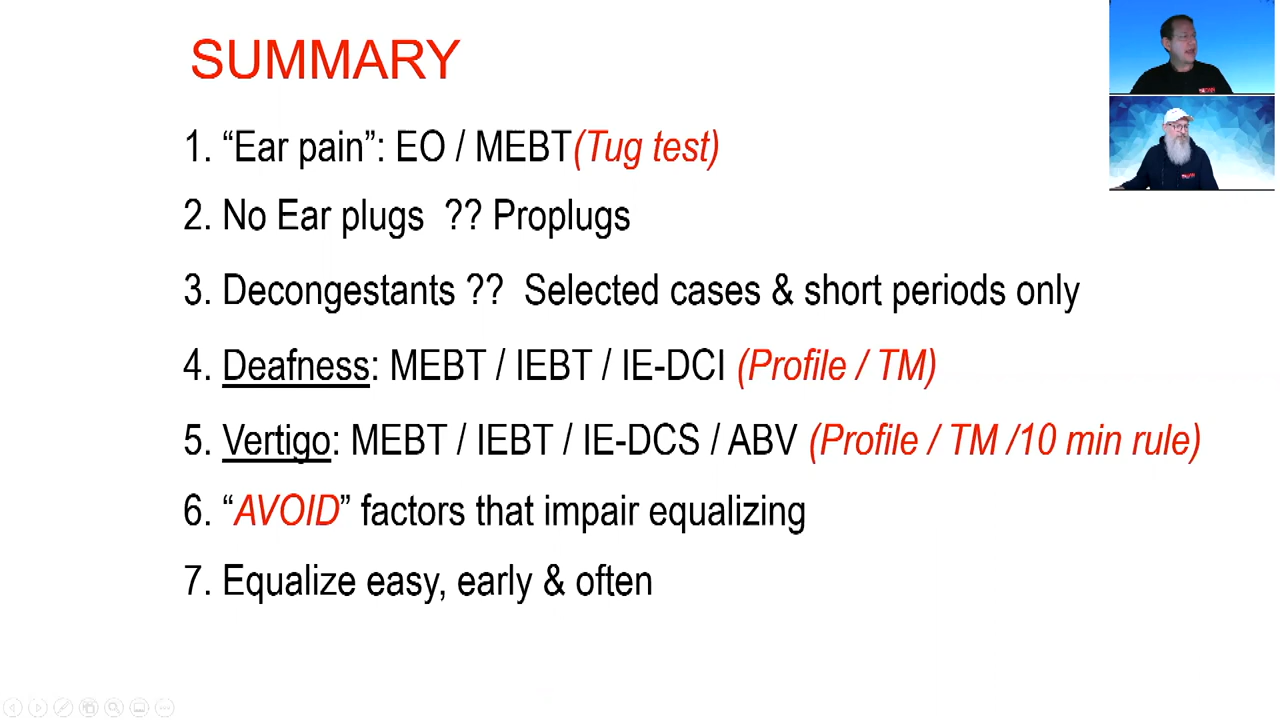 SUMMARY
1. “Ear pain”: EO / MEBT(Tug test)
2. No Ear plugs ?? Proplugs
3. Decongestants ?? Selected cases & short periods only
4. Deafness: MEBT / IEBT / IE-DCI (Profile / TM)
5. Vertigo: MEBT / IEBT / IE-DCS / ABV (Profile / TM /10 min rule)
6. “AVOID” factors that impair equalizing
7. Equalize easy, early & often